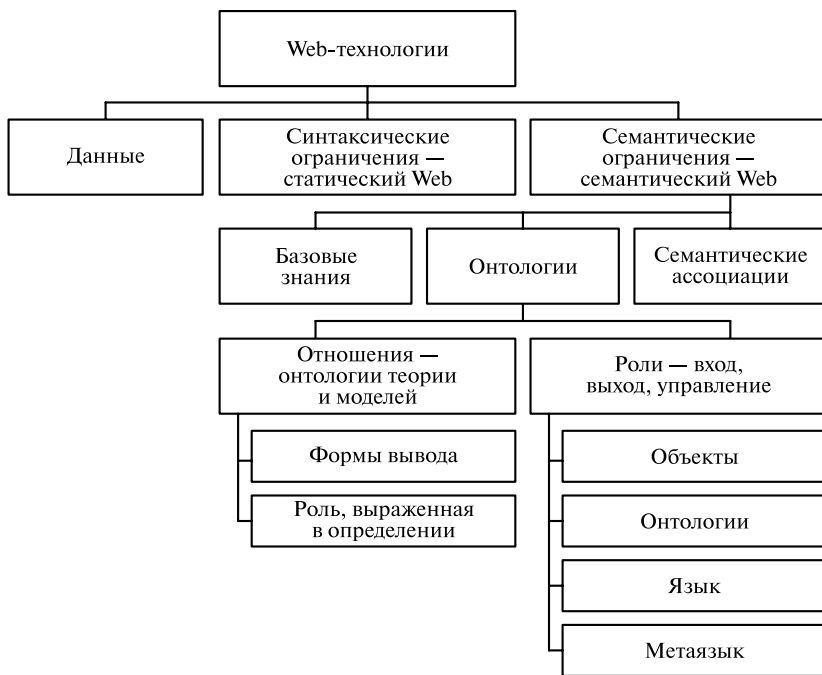 Web-технологии
Данные
Синтаксические
ограничения —
статический Web
Семантические
ограничения —
семантический Web
Базовые
знания
Онтологии
Семантические
ассоциации
Отношения —
онтологии теории
и моделей
Роли — вход,
выход, управление
Формы вывода
Роль, выраженная
в определении
Объекты
Онтологии
Язык
Метаязык